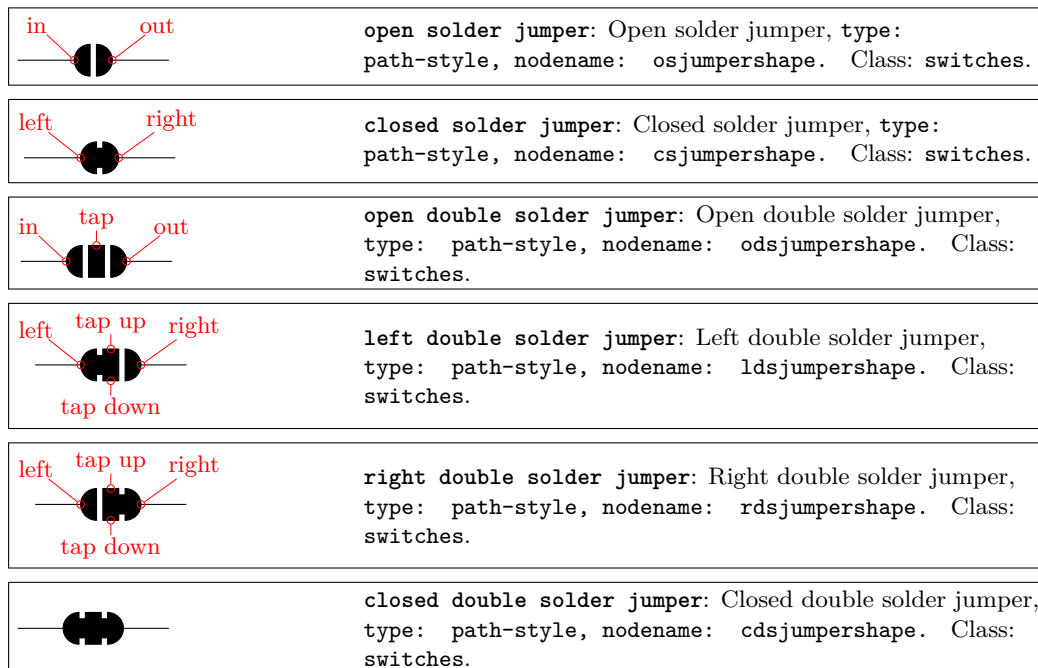 in out
open solder jumper: Open solder jumper, type:
path-style, nodename: osjumpershape. Class: switches.
left right
closed solder jumper: Closed solder jumper, type:
path-style, nodename: csjumpershape. Class: switches.
in tap out
open double solder jumper: Open double solder jumper,
type: path-style, nodename: odsjumpershape. Class:
switches.
left tap up right
tap down
left double solder jumper: Left double solder jumper,
type: path-style, nodename: ldsjumpershape. Class:
switches.
left tap up right
tap down
right double solder jumper: Right double solder jumper,
type: path-style, nodename: rdsjumpershape. Class:
switches.
closed double solder jumper: Closed double solder jumper,
type: path-style, nodename: cdsjumpershape. Class:
switches.